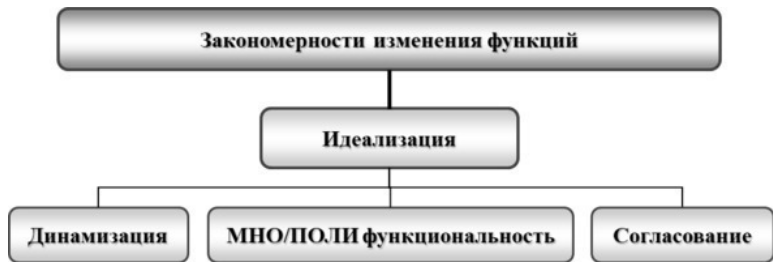 Закономерности изменения функций
Идеализация
Динамизация
МНО/ПОЛИ функциональность
Согласование